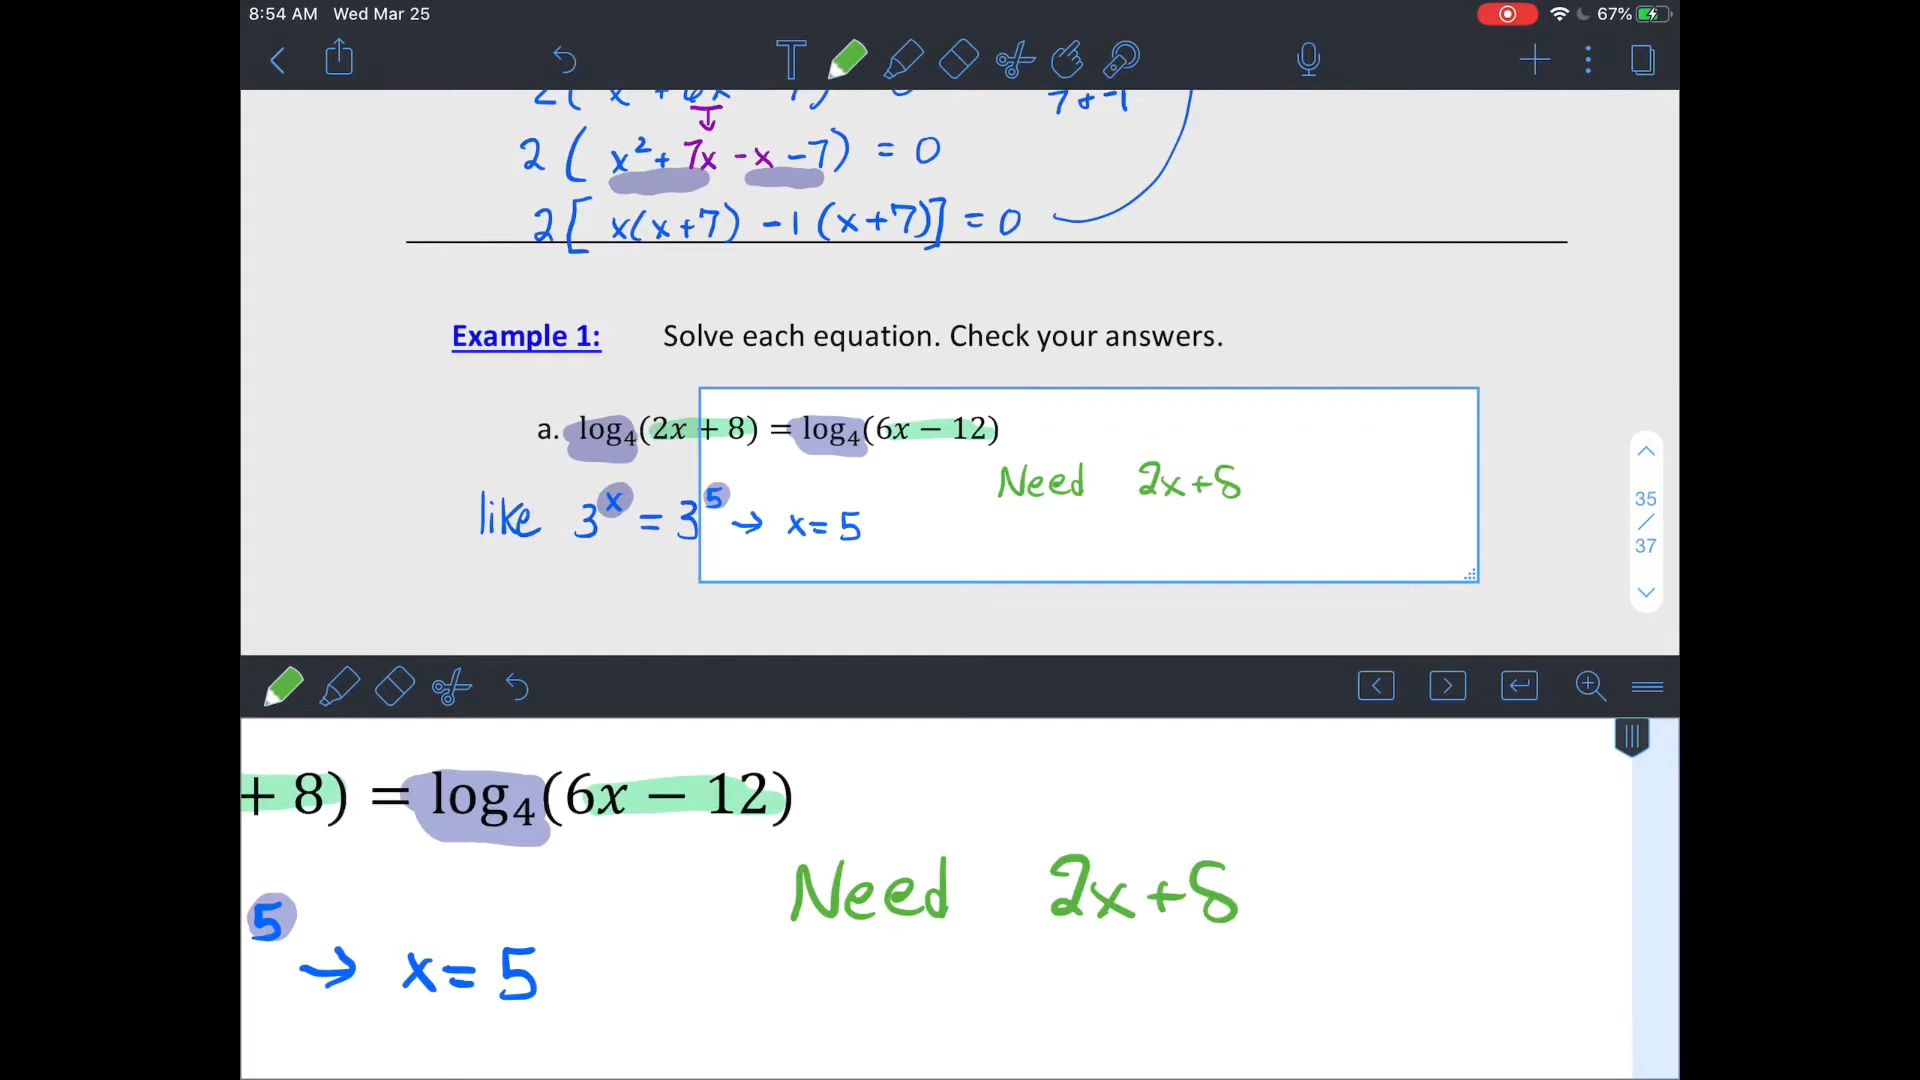 8:54 AM Wed Mar 25
67%
T
7 & -1
2 ( x² + 7x - x - 7) = 0
2 [ x(x+7) -1 (x+7)] = 0
Example 1: Solve each equation. Check your answers.
a. log₄(2x + 8) = log₄(6x − 12)
Need 2x+8
like 3ˣ = 3⁵ → x = 5
35
/
37
+ 8) = log₄(6x − 12)
Need 2x+8
5 → x = 5